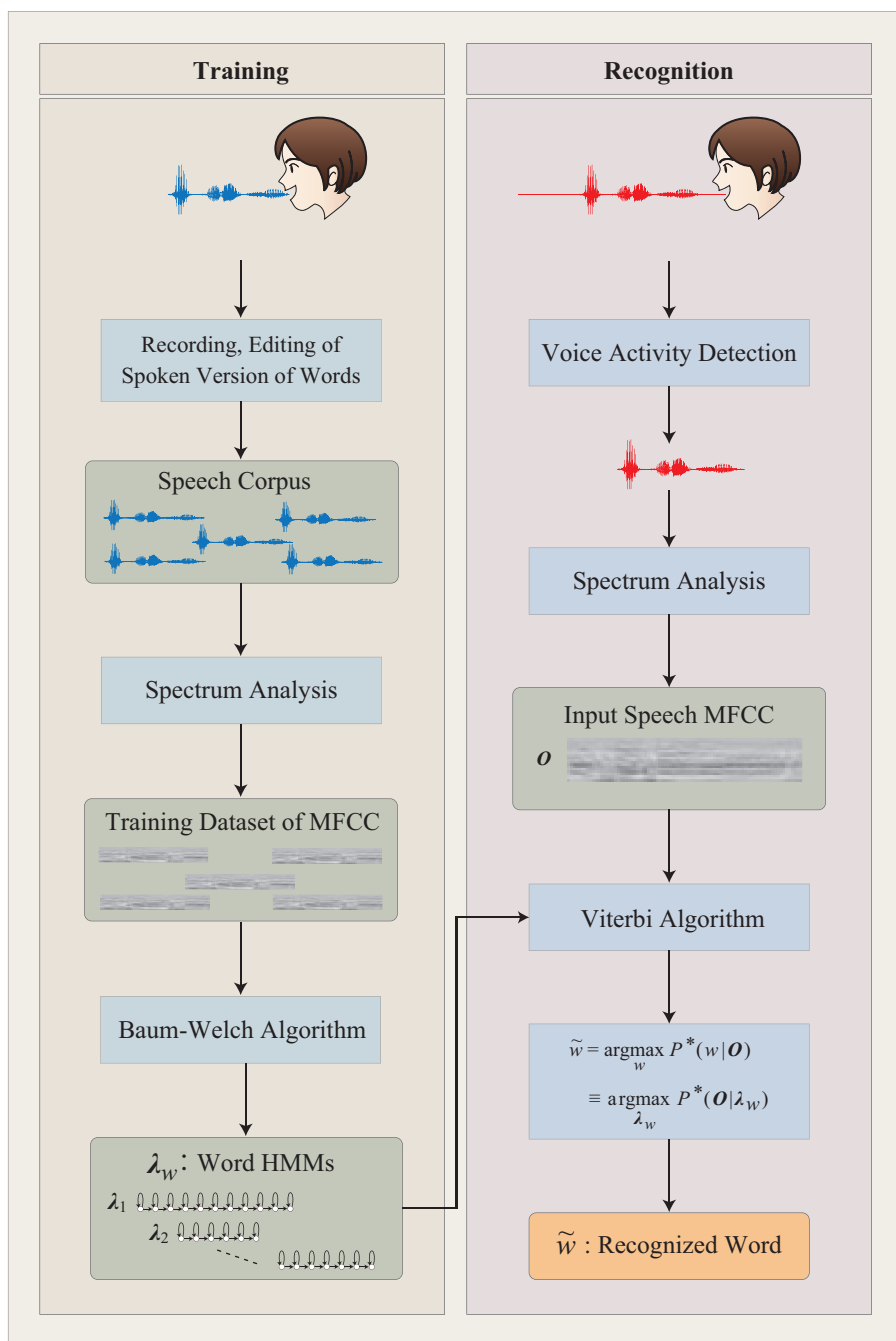 Training
Recording, Editing of
Spoken Version of Words
Speech Corpus
Spectrum Analysis
Training Dataset of MFCC
Baum-Welch Algorithm
λw: Word HMMs
λ1
λ2
Recognition
Voice Activity Detection
Spectrum Analysis
Input Speech MFCC
O
Viterbi Algorithm
w̃ = argmax P*(w|O)
w
≡ argmax P*(O|λw)
λw
w̃ : Recognized Word